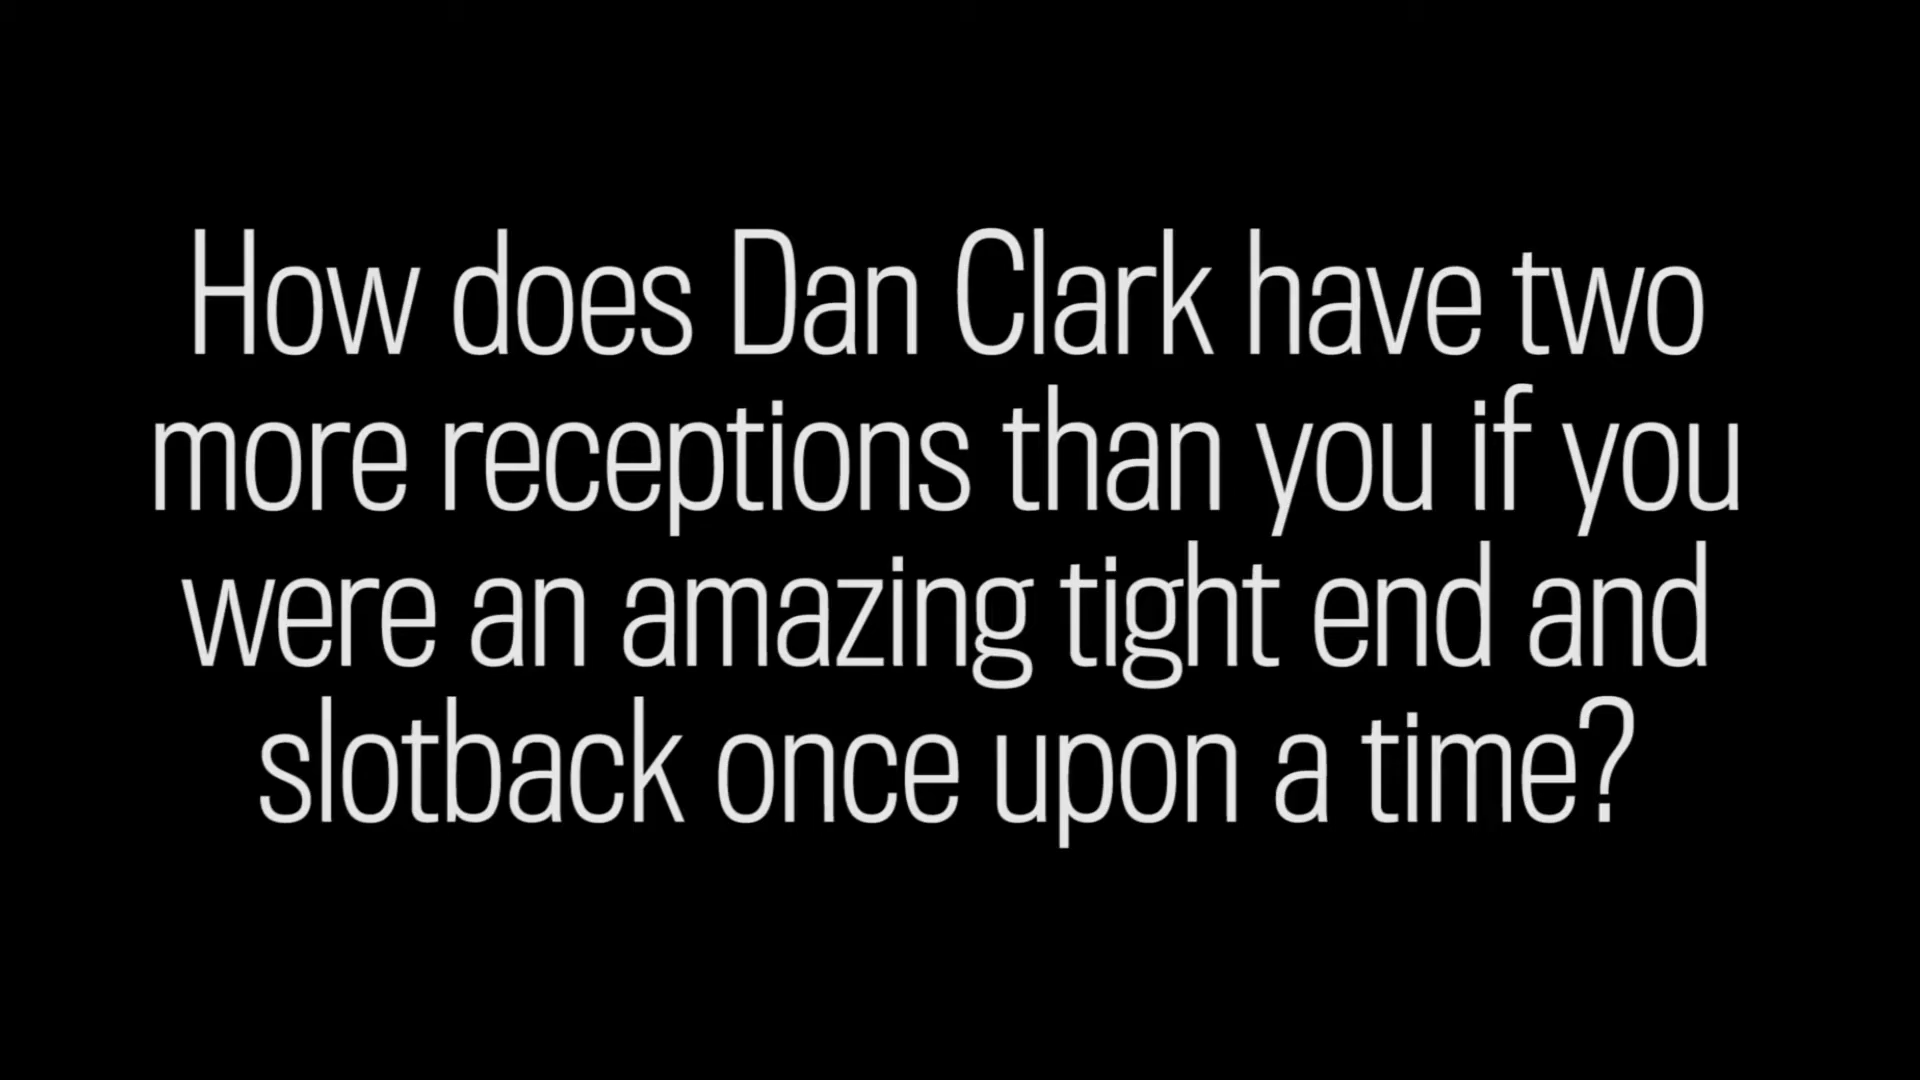 How does Dan Clark have two
more receptions than you if you
were an amazing tight end and
slotback once upon a time?